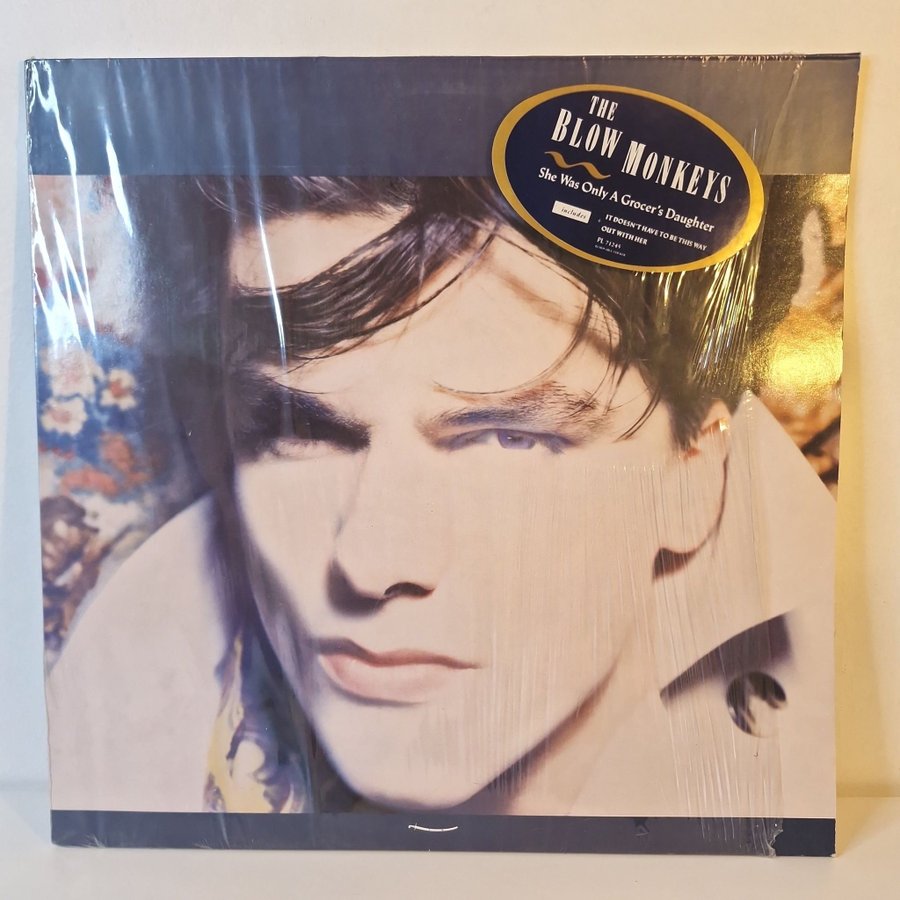 THE
BLOW MONKEYS
She Was Only A Grocer's Daughter
includes
IT DOESN'T HAVE TO BE THIS WAY
OUT WITH HER
PL 71245